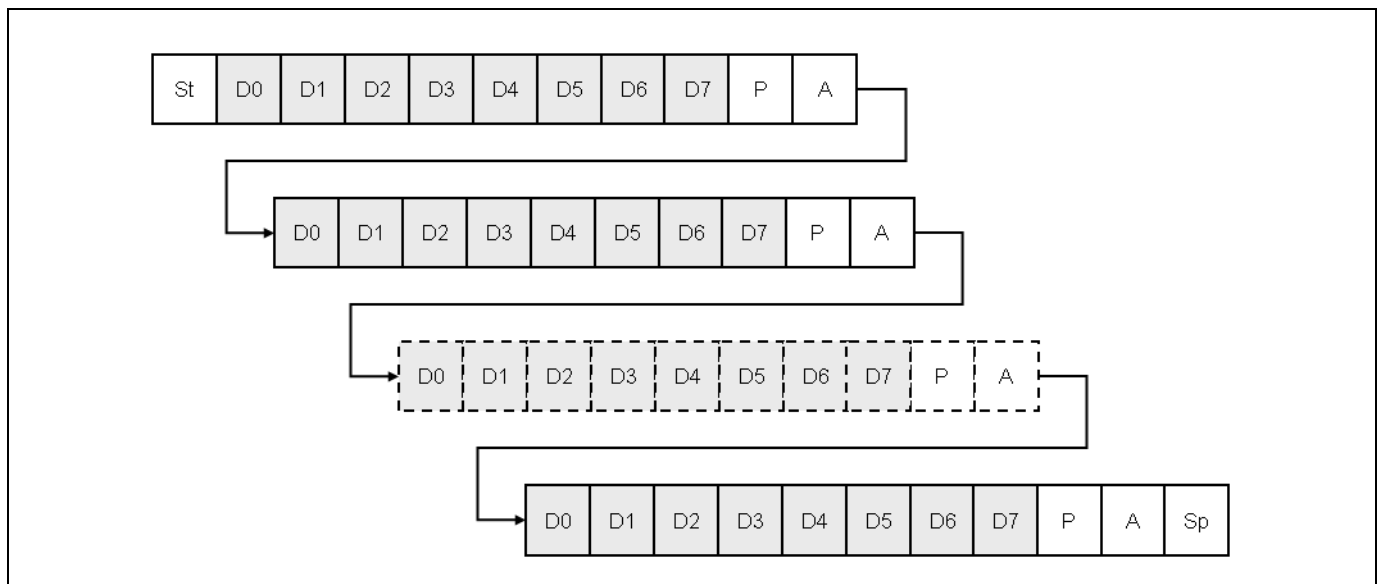 St D0 D1 D2 D3 D4 D5 D6 D7 P A
D0 D1 D2 D3 D4 D5 D6 D7 P A
D0 D1 D2 D3 D4 D5 D6 D7 P A
D0 D1 D2 D3 D4 D5 D6 D7 P A Sp